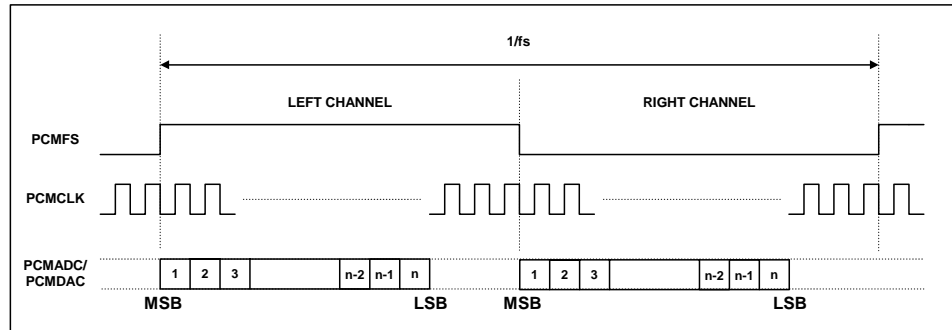 1/fs
LEFT CHANNEL RIGHT CHANNEL
PCMFS
PCMCLK
PCMADC/
PCMDAC
1 2 3 n-2 n-1 n 1 2 3 n-2 n-1 n
MSB LSB MSB LSB